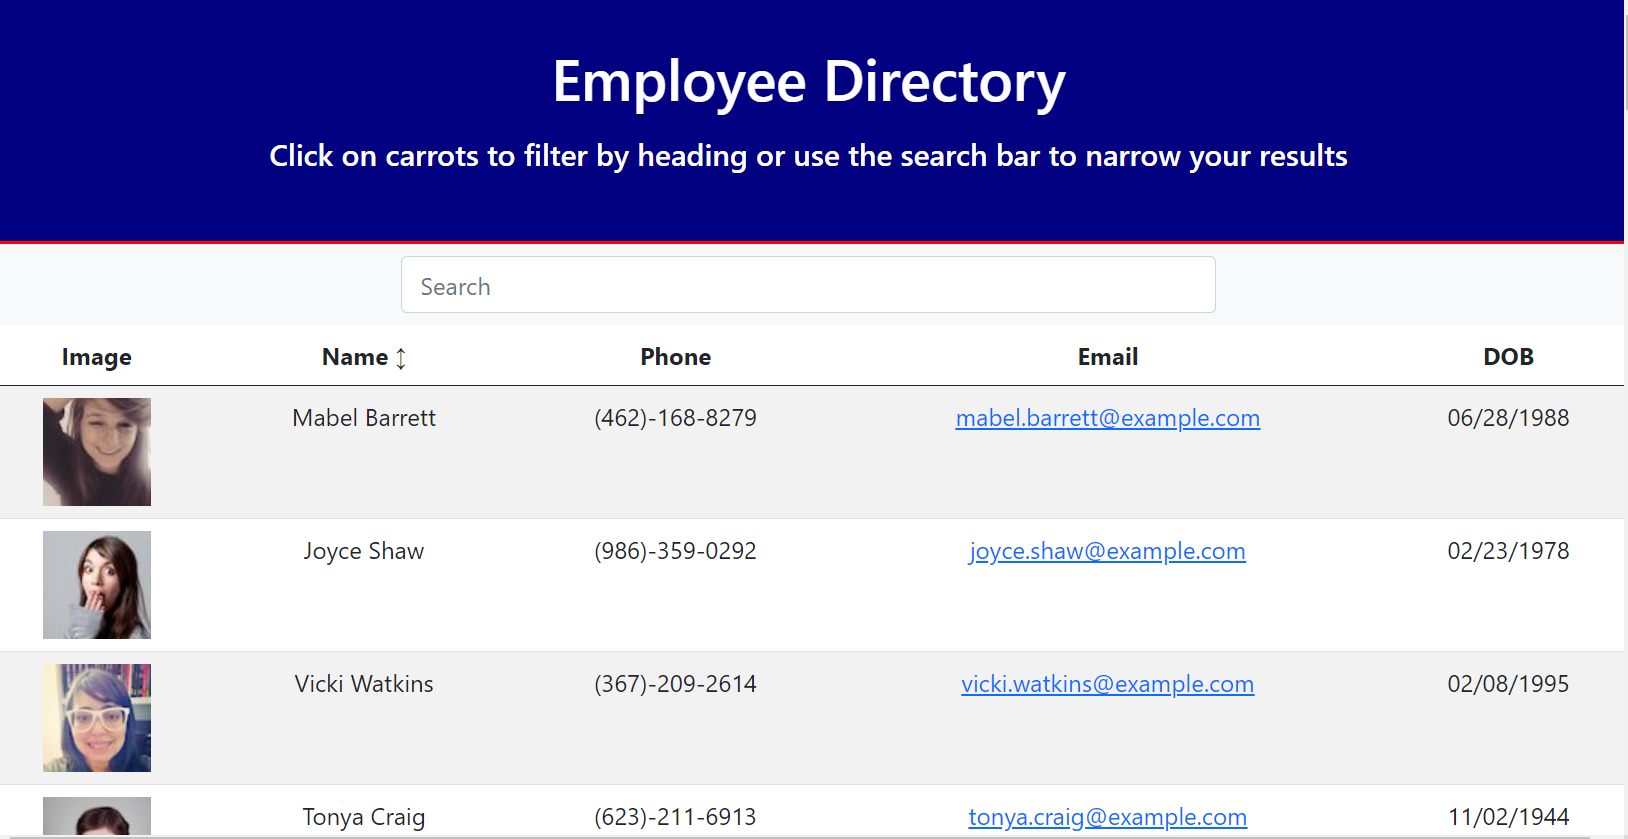 Employee Directory
Click on carrots to filter by heading or use the search bar to narrow your results
Search
Image Name ↕ Phone Email DOB
Mabel Barrett (462)-168-8279 mabel.barrett@example.com 06/28/1988
Joyce Shaw (986)-359-0292 joyce.shaw@example.com 02/23/1978
Vicki Watkins (367)-209-2614 vicki.watkins@example.com 02/08/1995
Tonya Craig (623)-211-6913 tonya.craig@example.com 11/02/1944